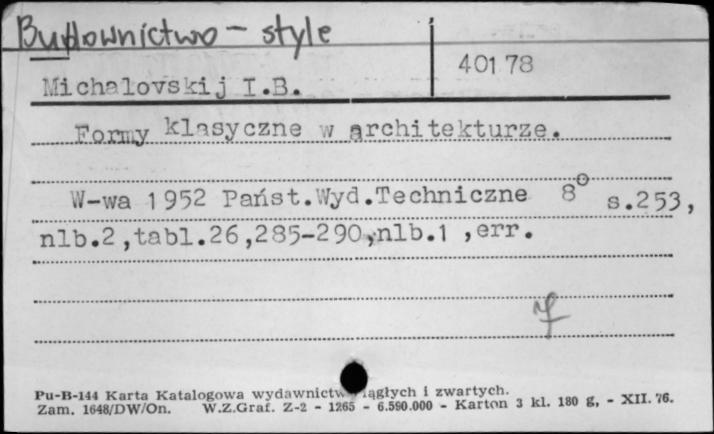 Budownictwo - style
401.78
Michalovskij I.B.
Formy klasyczne w architekturze.
W-wa 1952 Państ.Wyd.Techniczne 8° s.253,
nlb.2,tabl.26,285-290,nlb.1 ,err.
Pu-B-144 Karta Katalogowa wydawnictw ciągłych i zwartych.
Zam. 1648/DW/On. W.Z.Graf. Z-2 - 1265 - 6.590.000 - Karton 3 kl. 180 g, - XII. 76.